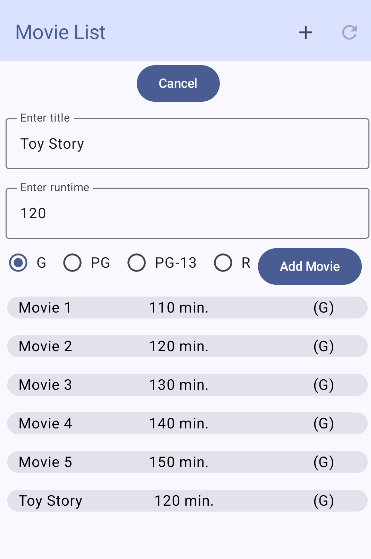 Movie List
Cancel
Enter title
Toy Story
Enter runtime
120
G PG PG-13 R Add Movie
Movie 1 110 min. (G)
Movie 2 120 min. (G)
Movie 3 130 min. (G)
Movie 4 140 min. (G)
Movie 5 150 min. (G)
Toy Story 120 min. (G)